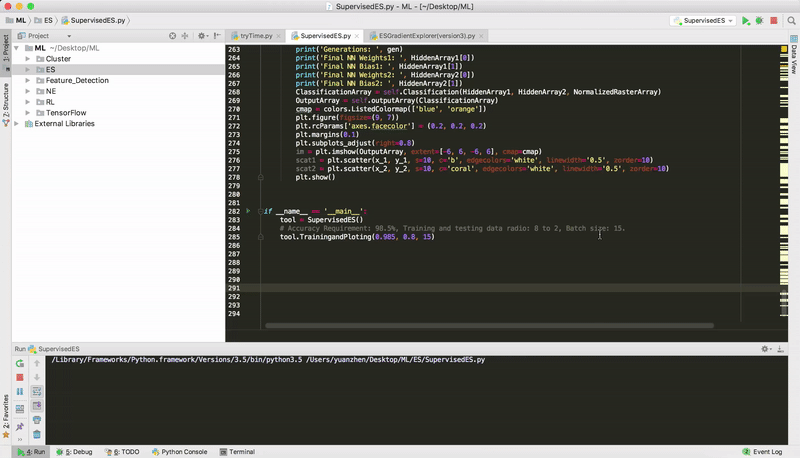 SupervisedES.py - ML - [~/Desktop/ML]
ML
ES
SupervisedES.py
SupervisedES
Project
tryTime.py
SupervisedES.py
ESGradientExplorer(version3).py
1: Project
Z: Structure
2: Favorites
Data View
ML ~/Desktop/ML
Cluster
ES
Feature_Detection
NE
RL
TensorFlow
External Libraries
263 print('Generations: ', gen)
264 print('Final NN Weights1: ', HiddenArray1[0])
265 print('Final NN Bias1: ', HiddenArray1[1])
266 print('Final NN Weights2: ', HiddenArray2[0])
267 print('Final NN Bias2: ', HiddenArray2[1])
268 ClassificationArray = self.Classification(HiddenArray1, HiddenArray2, NormalizedRasterArray)
269 OutputArray = self.outputArray(ClassificationArray)
270 cmap = colors.ListedColormap(['blue', 'orange'])
271 plt.figure(figsize=(9, 7))
272 plt.rcParams['axes.facecolor'] = (0.2, 0.2, 0.2)
273 plt.margins(0.1)
274 plt.subplots_adjust(right=0.8)
275 im = plt.imshow(OutputArray, extent=[-6, 6, -6, 6], cmap=cmap)
276 scat1 = plt.scatter(x_1, y_1, s=10, c='b', edgecolors='white', linewidth='0.5', zorder=10)
277 scat2 = plt.scatter(x_2, y_2, s=10, c='coral', edgecolors='white', linewidth='0.5', zorder=10)
278 plt.show()
279
280
281
282 if __name__ == '__main__':
283 tool = SupervisedES()
284 # Accuracy Requirement: 98.5%, Training and testing data radio: 8 to 2, Batch size: 15.
285 tool.TrainingandPloting(0.985, 0.8, 15)
286
287
288
289
290
291
292
293
294
Run SupervisedES
/Library/Frameworks/Python.framework/Versions/3.5/bin/python3.5 /Users/yuanzhen/Desktop/ML/ES/SupervisedES.py
4: Run
5: Debug
6: TODO
Python Console
Terminal
Event Log